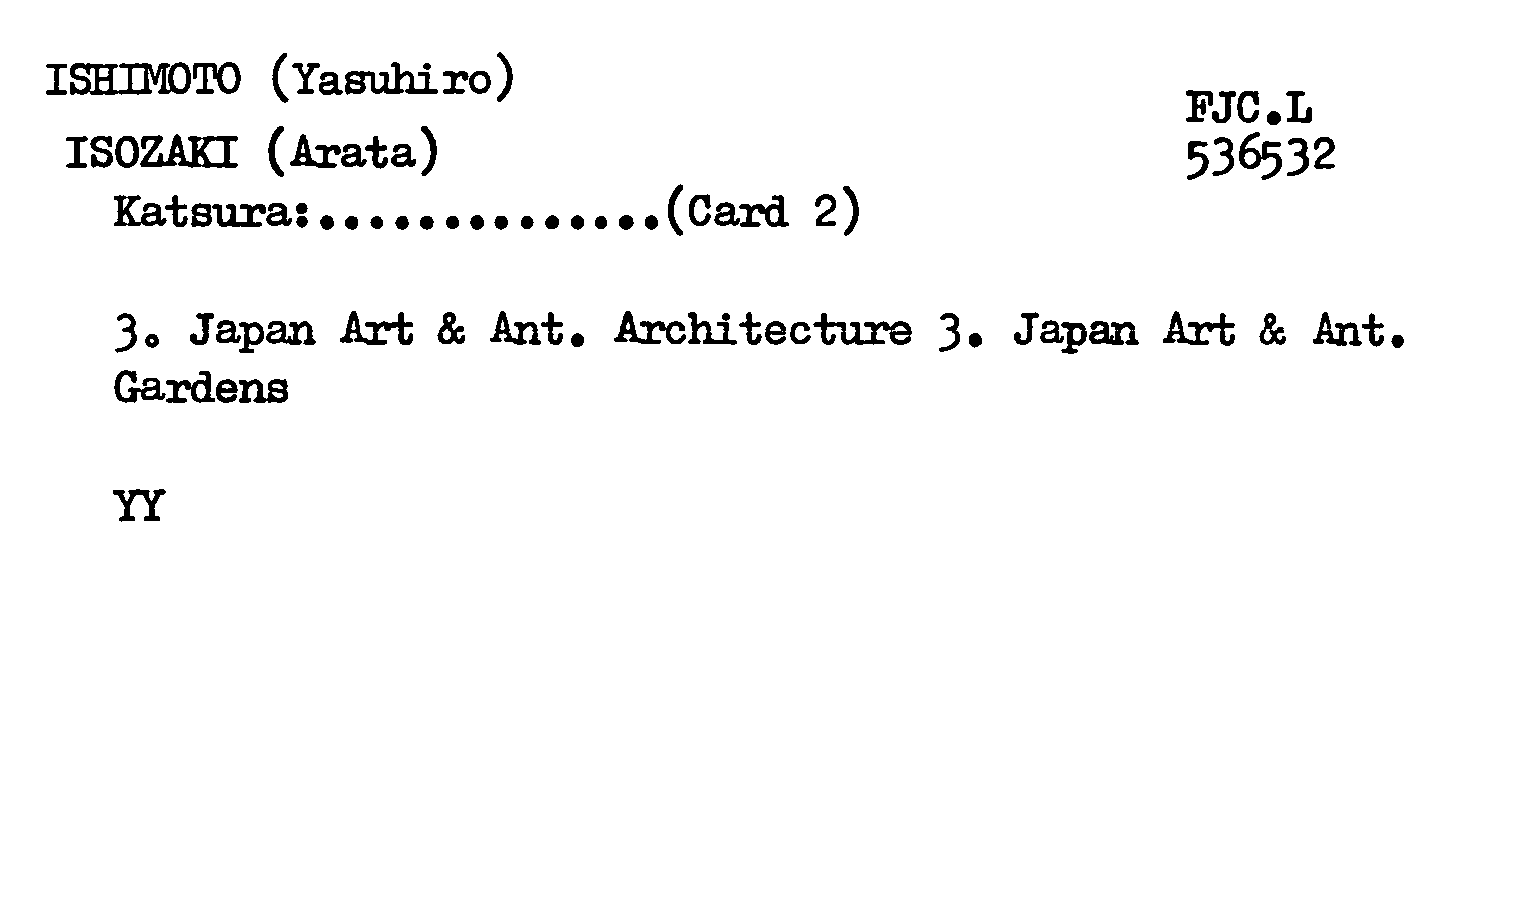 ISHIMOTO (Yasuhiro)
FJC.L
ISOZAKI (Arata)
536532
Katsura:..............(Card 2)
3. Japan Art & Ant. Architecture 3. Japan Art & Ant.
Gardens
YY